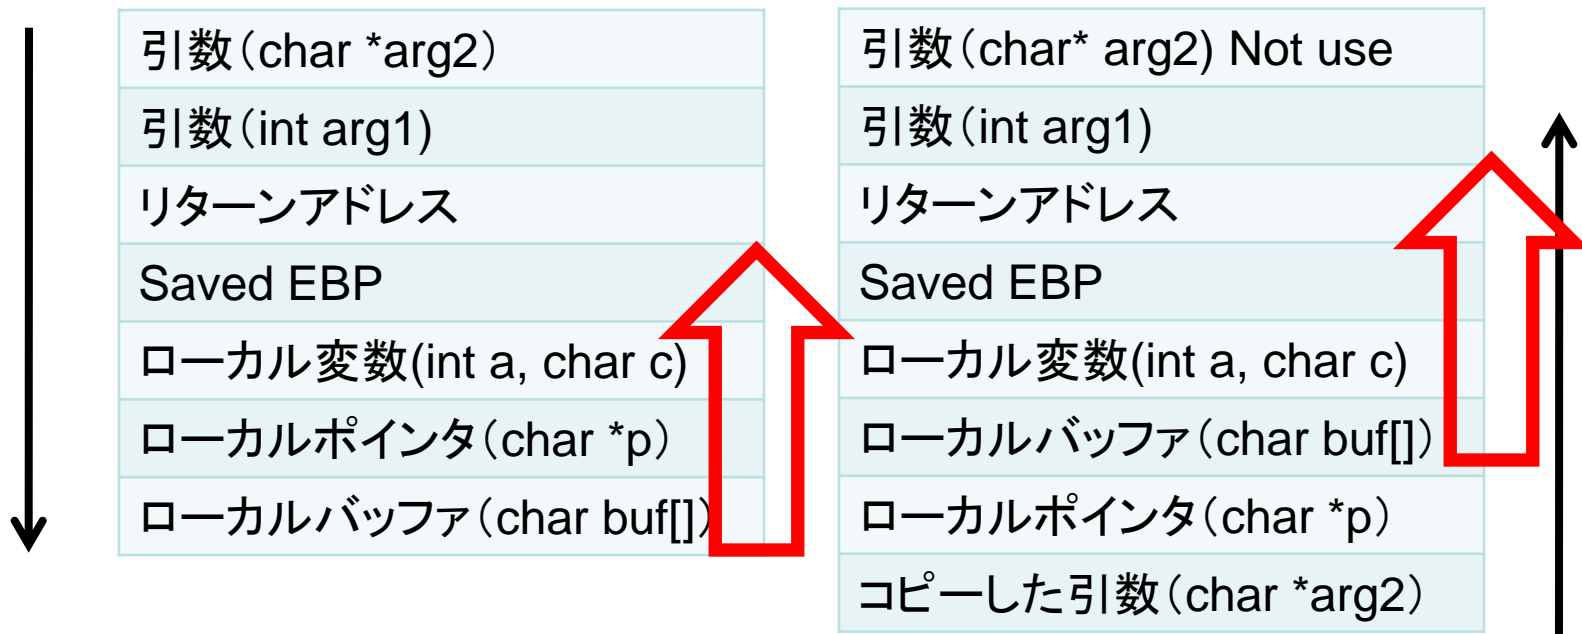 引数（char *arg2）
引数（int arg1)
リターンアドレス
Saved EBP
ローカル変数(int a, char c)
ローカルポインタ（char *p）
ローカルバッファ（char buf[]）
引数（char* arg2) Not use
引数（int arg1)
リターンアドレス
Saved EBP
ローカル変数(int a, char c)
ローカルバッファ（char buf[]）
ローカルポインタ（char *p）
コピーした引数（char *arg2）